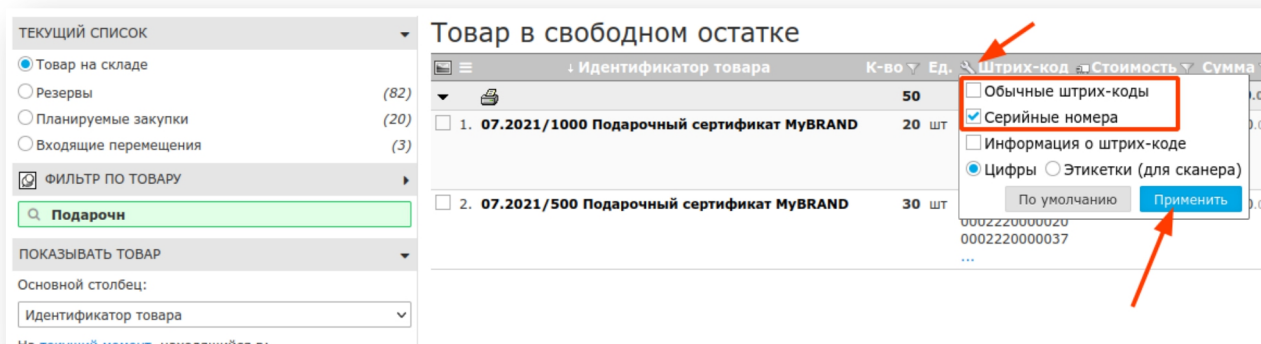 ТЕКУЩИЙ СПИСОК
Товар на складе
Резервы (82)
Планируемые закупки (20)
Входящие перемещения (3)
ФИЛЬТР ПО ТОВАРУ
Подарочн
ПОКАЗЫВАТЬ ТОВАР
Основной столбец:
Идентификатор товара
Товар в свободном остатке
↓ Идентификатор товара К-во Ед. Штрих-код Стоимость Сумма
50
1. 07.2021/1000 Подарочный сертификат MyBRAND 20 шт
2. 07.2021/500 Подарочный сертификат MyBRAND 30 шт
Обычные штрих-коды
Серийные номера
Информация о штрих-коде
Цифры Этикетки (для сканера)
По умолчанию Применить
0002220000020
0002220000037
...